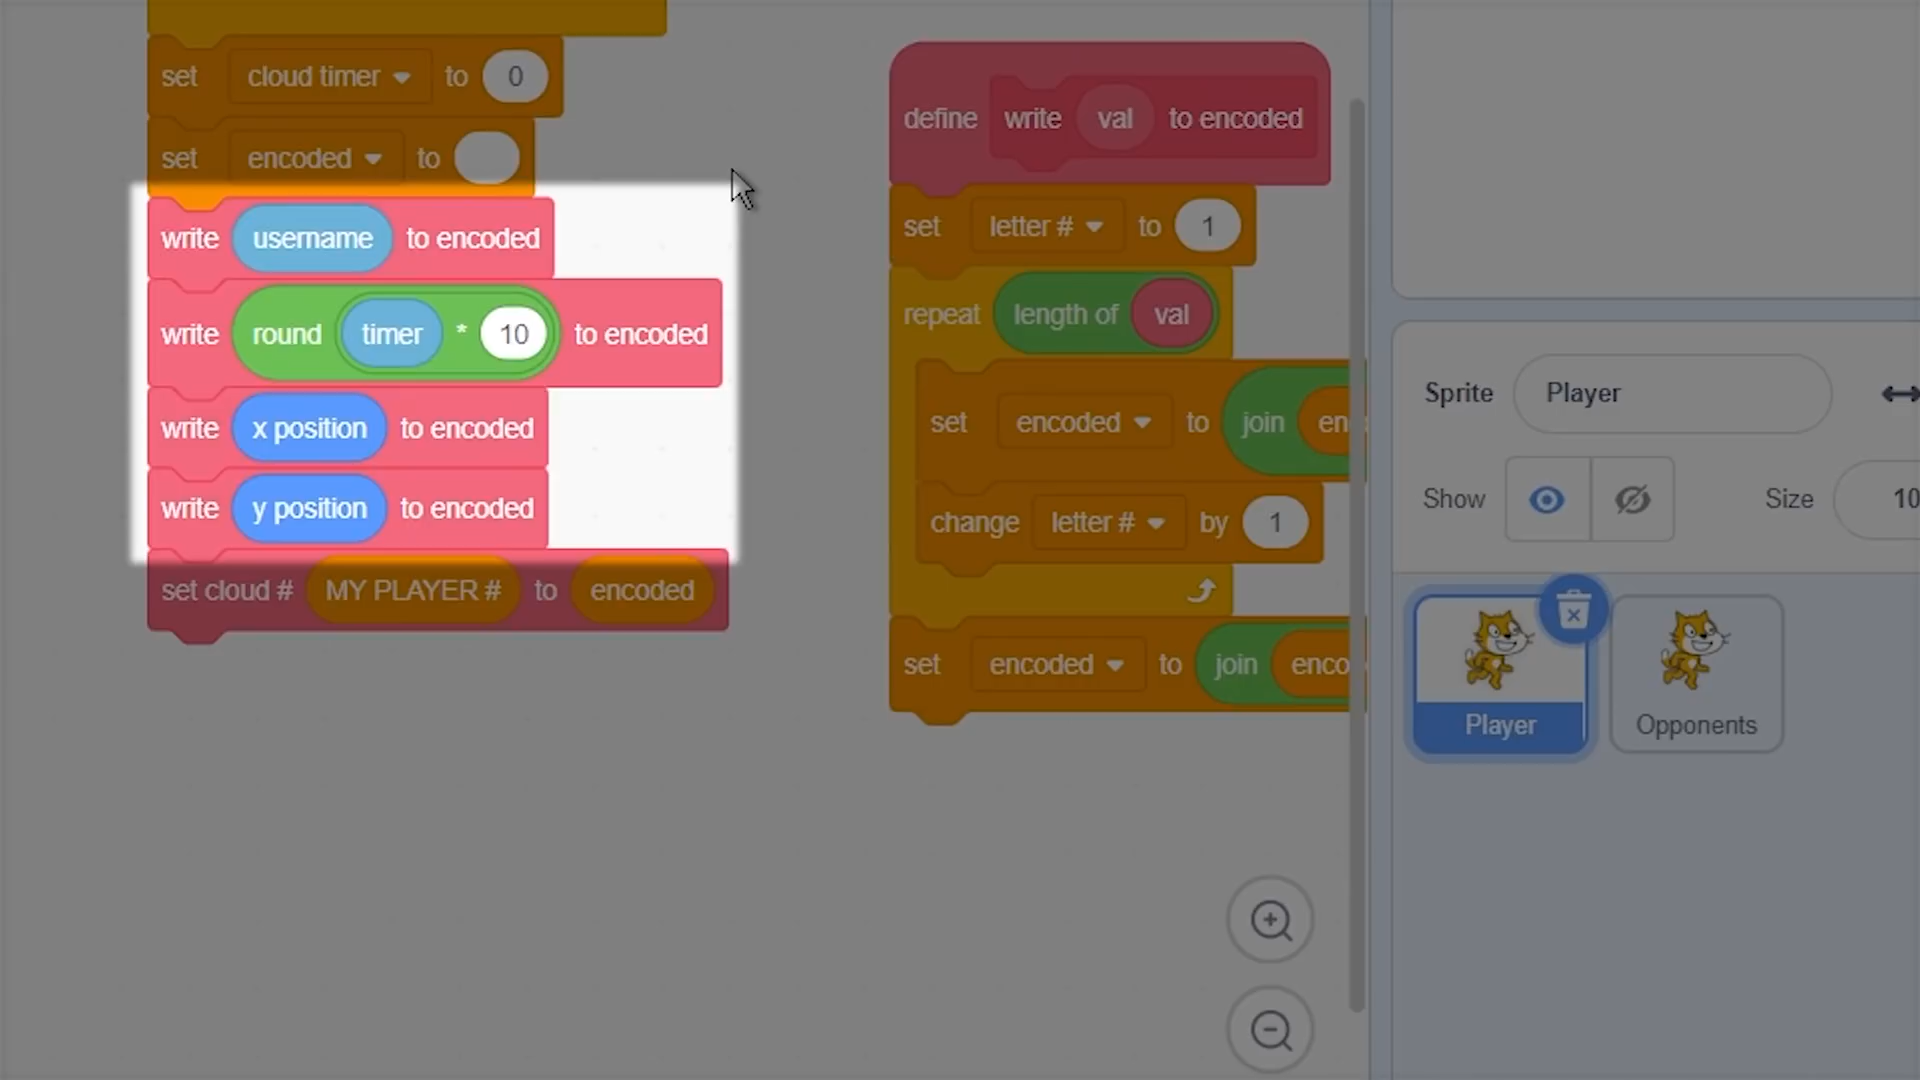 set cloud timer to 0
set encoded to
write username to encoded
write round timer * 10 to encoded
write x position to encoded
write y position to encoded
set cloud # MY PLAYER # to encoded
define write val to encoded
set letter # to 1
repeat length of val
set encoded to join en
change letter # by 1
set encoded to join enco
Sprite Player
Show Size 10
Player
Opponents